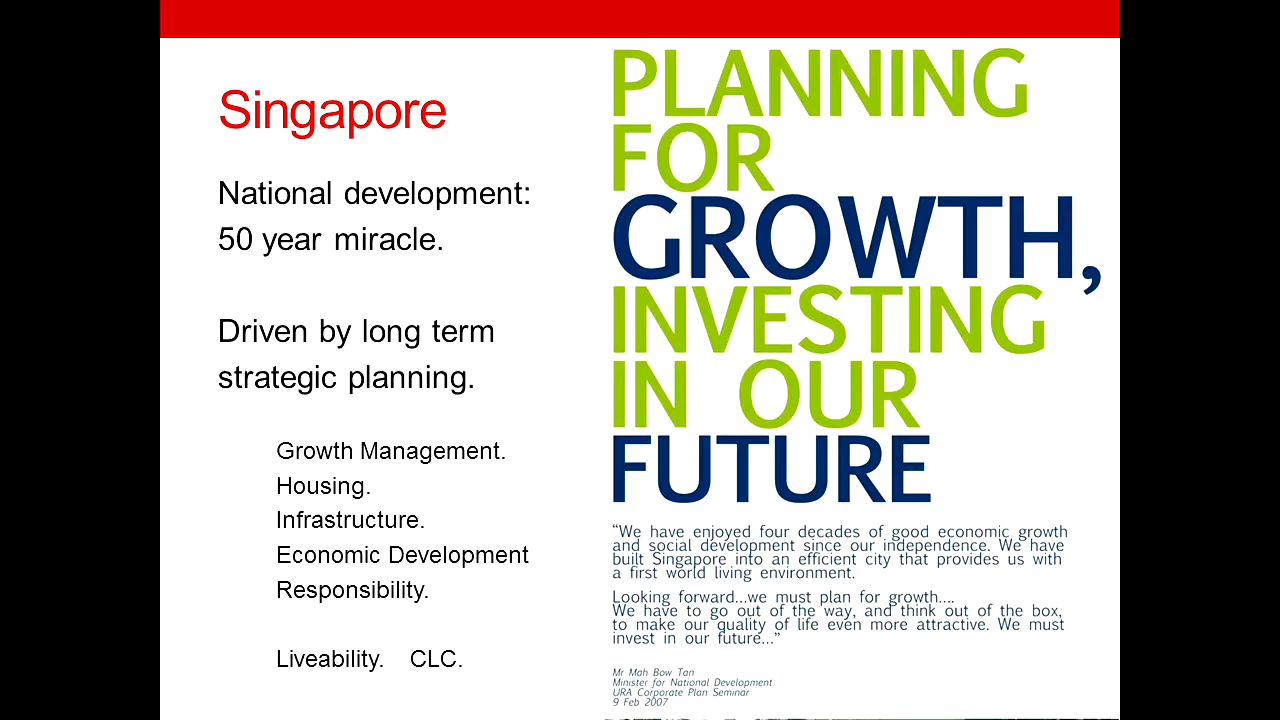 Singapore
National development:
50 year miracle.
Driven by long term
strategic planning.
Growth Management.
Housing.
Infrastructure.
Economic Development
Responsibility.
Liveability. CLC.
PLANNING
FOR
GROWTH,
INVESTING
IN OUR
FUTURE
“We have enjoyed four decades of good economic growth
and social development since our independence. We have
built Singapore into an efficient city that provides us with
a first world living environment.
Looking forward...we must plan for growth....
We have to go out of the way, and think out of the box,
to make our quality of life even more attractive. We must
invest in our future...”
Mr Mah Bow Tan
Minister for National Development
URA Corporate Plan Seminar
9 Feb 2007